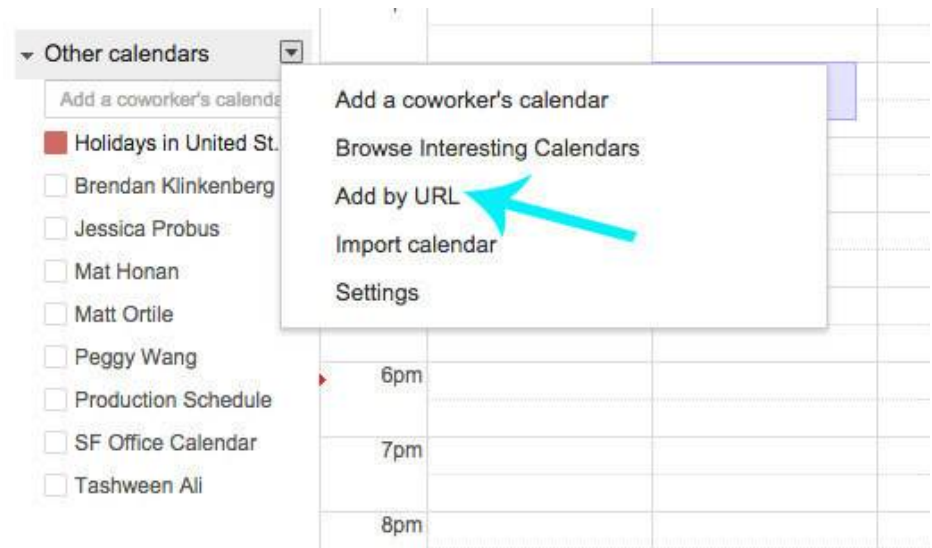 Other calendars
Add a coworker's calenda
Holidays in United St.
Brendan Klinkenberg
Jessica Probus
Mat Honan
Matt Ortile
Peggy Wang
Production Schedule
SF Office Calendar
Tashween Ali
Add a coworker's calendar
Browse Interesting Calendars
Add by URL
Import calendar
Settings
6pm
7pm
8pm